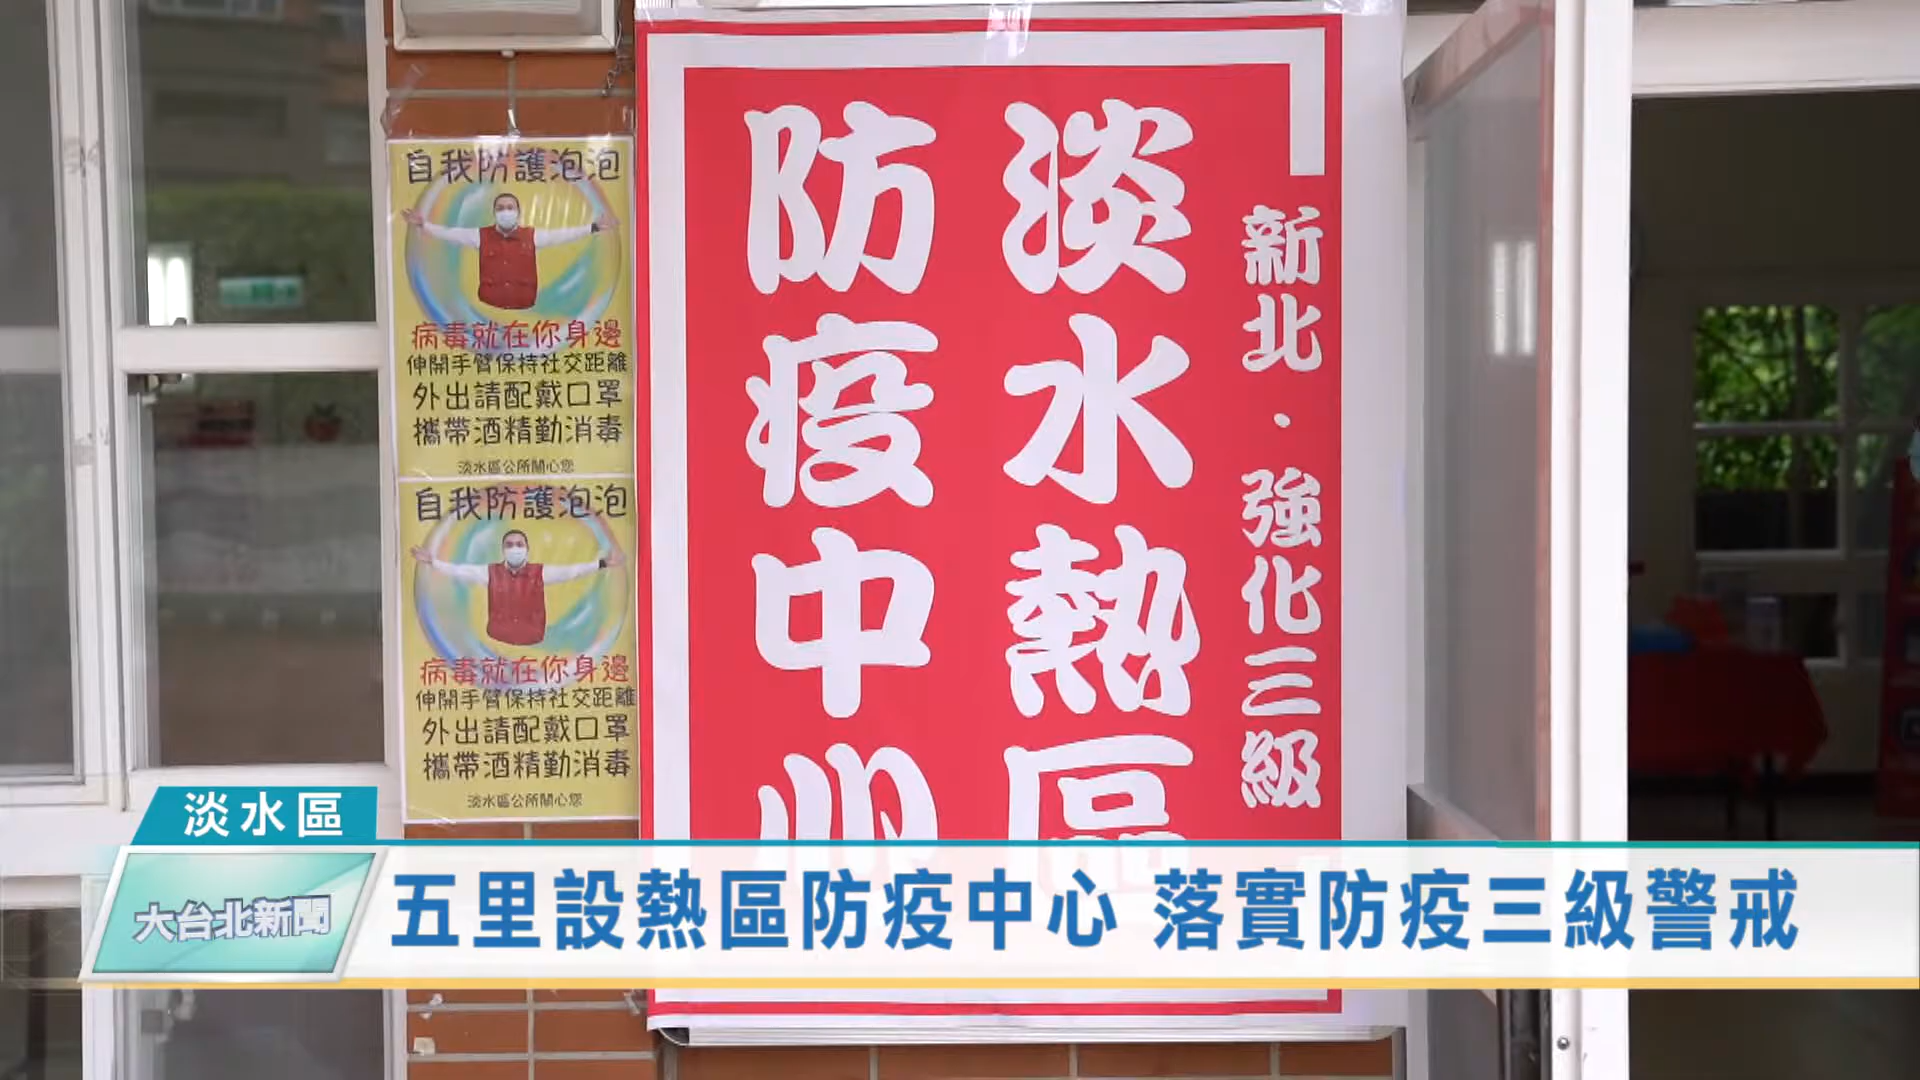 自我防護泡泡
病毒就在你身邊
伸開手臂保持社交距離
外出請配戴口罩
攜帶酒精勤消毒
淡水區公所關心您
自我防護泡泡
病毒就在你身邊
伸開手臂保持社交距離
外出請配戴口罩
攜帶酒精勤消毒
淡水區公所關心您
新北．強化三級
淡水熱區
防疫中心
淡水區
大台北新聞
五里設熱區防疫中心 落實防疫三級警戒